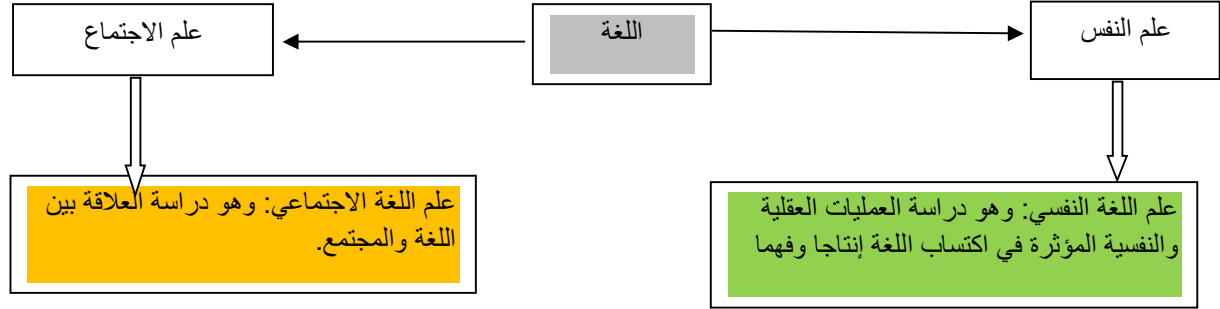 علم النفس
اللغة
علم الاجتماع
علم اللغة النفسي: وهو دراسة العمليات العقلية
والنفسية المؤثرة في اكتساب اللغة إنتاجا وفهما
علم اللغة الاجتماعي: وهو دراسة العلاقة بين
اللغة والمجتمع.